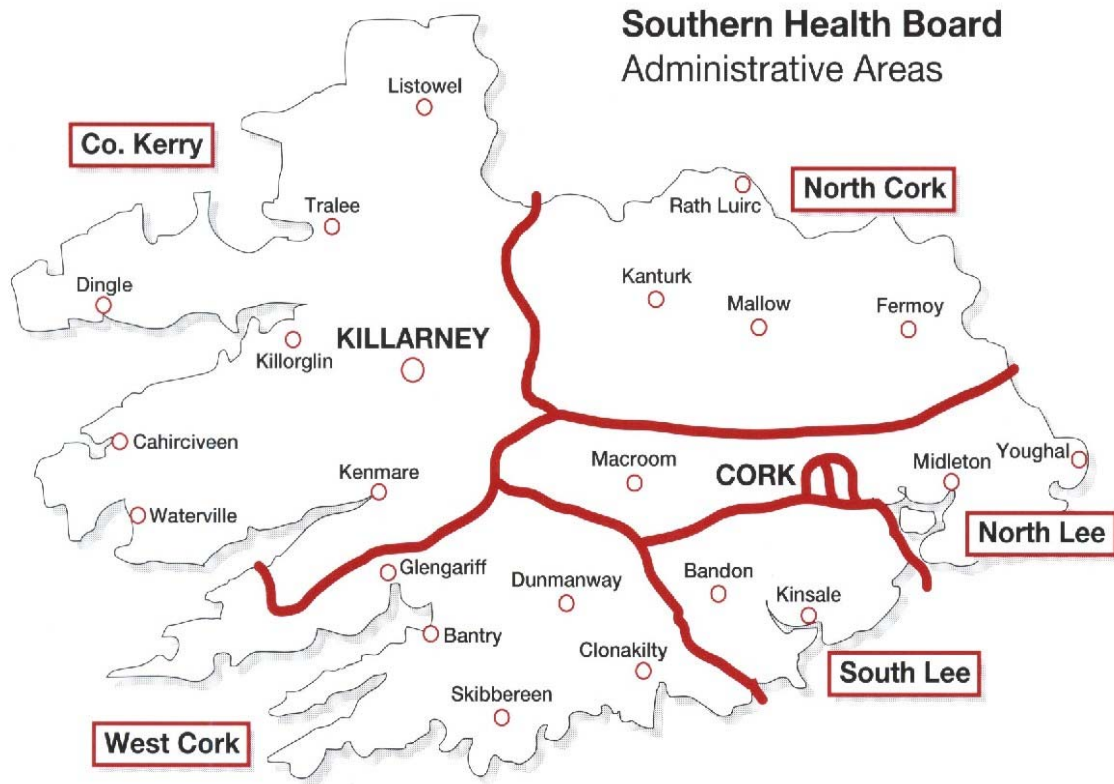 Southern Health Board
Administrative Areas
Listowel
Co. Kerry
Rath Luirc
North Cork
Tralee
Kanturk
Dingle
Mallow
Fermoy
KILLARNEY
Killorglin
Cahirciveen
Macroom
CORK
Midleton
Youghal
Kenmare
Waterville
North Lee
Glengariff
Dunmanway
Bandon
Kinsale
Bantry
Clonakilty
South Lee
Skibbereen
West Cork